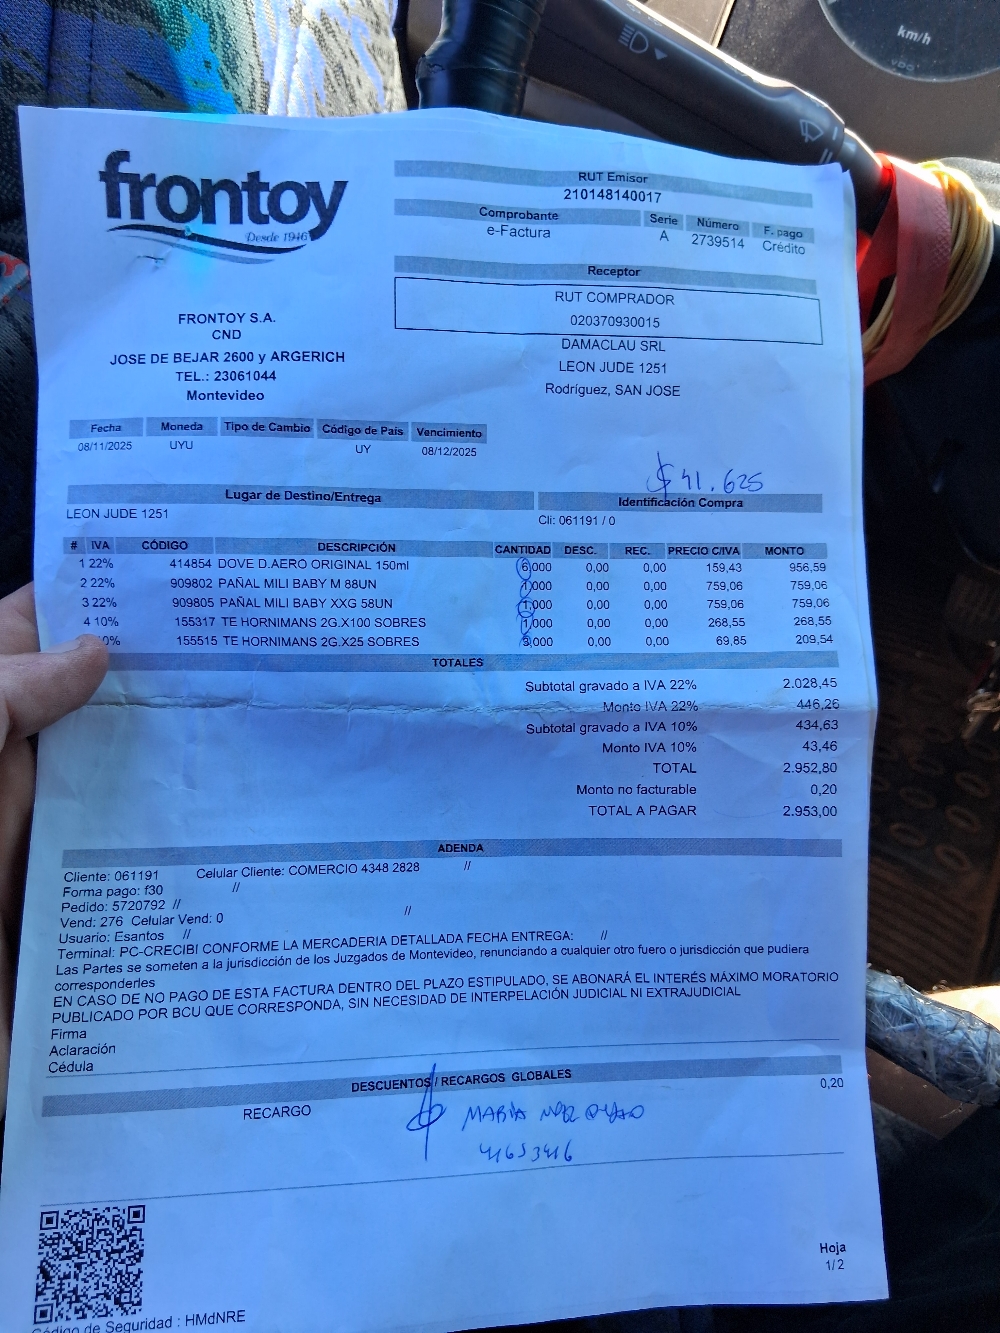 km/h
VDO
frontoy
Desde 1946
FRONTOY S.A.
CND
JOSE DE BEJAR 2600 y ARGERICH
TEL.: 23061044
Montevideo
RUT Emisor
210148140017
Comprobante Serie Número F. pago
e-Factura A 2739514 Crédito
Receptor
RUT COMPRADOR
020370930015
DAMACLAU SRL
LEON JUDE 1251
Rodríguez, SAN JOSE
Fecha Moneda Tipo de Cambio Código de País Vencimiento
08/11/2025 UYU UY 08/12/2025
$ 41.625
Lugar de Destino/Entrega Identificación Compra
LEON JUDE 1251 Cli: 061191 / 0
# IVA CÓDIGO DESCRIPCIÓN CANTIDAD DESC. REC. PRECIO C/IVA MONTO
1 22% 414854 DOVE D.AERO ORIGINAL 150ml 6,000 0,00 0,00 159,43 956,59
2 22% 909802 PAÑAL MILI BABY M 88UN 1,000 0,00 0,00 759,06 759,06
3 22% 909805 PAÑAL MILI BABY XXG 58UN 1,000 0,00 0,00 759,06 759,06
4 10% 155317 TE HORNIMANS 2G.X100 SOBRES 1,000 0,00 0,00 268,55 268,55
0% 155515 TE HORNIMANS 2G.X25 SOBRES 3,000 0,00 0,00 69,85 209,54
TOTALES
Subtotal gravado a IVA 22% 2.028,45
Monto IVA 22% 446,26
Subtotal gravado a IVA 10% 434,63
Monto IVA 10% 43,46
TOTAL 2.952,80
Monto no facturable 0,20
TOTAL A PAGAR 2.953,00
ADENDA
Cliente: 061191 Celular Cliente: COMERCIO 4348 2828 //
Forma pago: f30 //
Pedido: 5720792 //
Vend: 276 Celular Vend: 0 //
Usuario: Esantos //
Terminal: PC-CRECIBI CONFORME LA MERCADERIA DETALLADA FECHA ENTREGA: //
Las Partes se someten a la jurisdicción de los Juzgados de Montevideo, renunciando a cualquier otro fuero o jurisdicción que pudiera
corresponderles
EN CASO DE NO PAGO DE ESTA FACTURA DENTRO DEL PLAZO ESTIPULADO, SE ABONARÁ EL INTERÉS MÁXIMO MORATORIO
PUBLICADO POR BCU QUE CORRESPONDA, SIN NECESIDAD DE INTERPELACIÓN JUDICIAL NI EXTRAJUDICIAL
Firma
Aclaración
Cédula
DESCUENTOS / RECARGOS GLOBALES
RECARGO 0,20
MARIA
41653416
Hoja
1/2
Código de Seguridad : HMdNRE